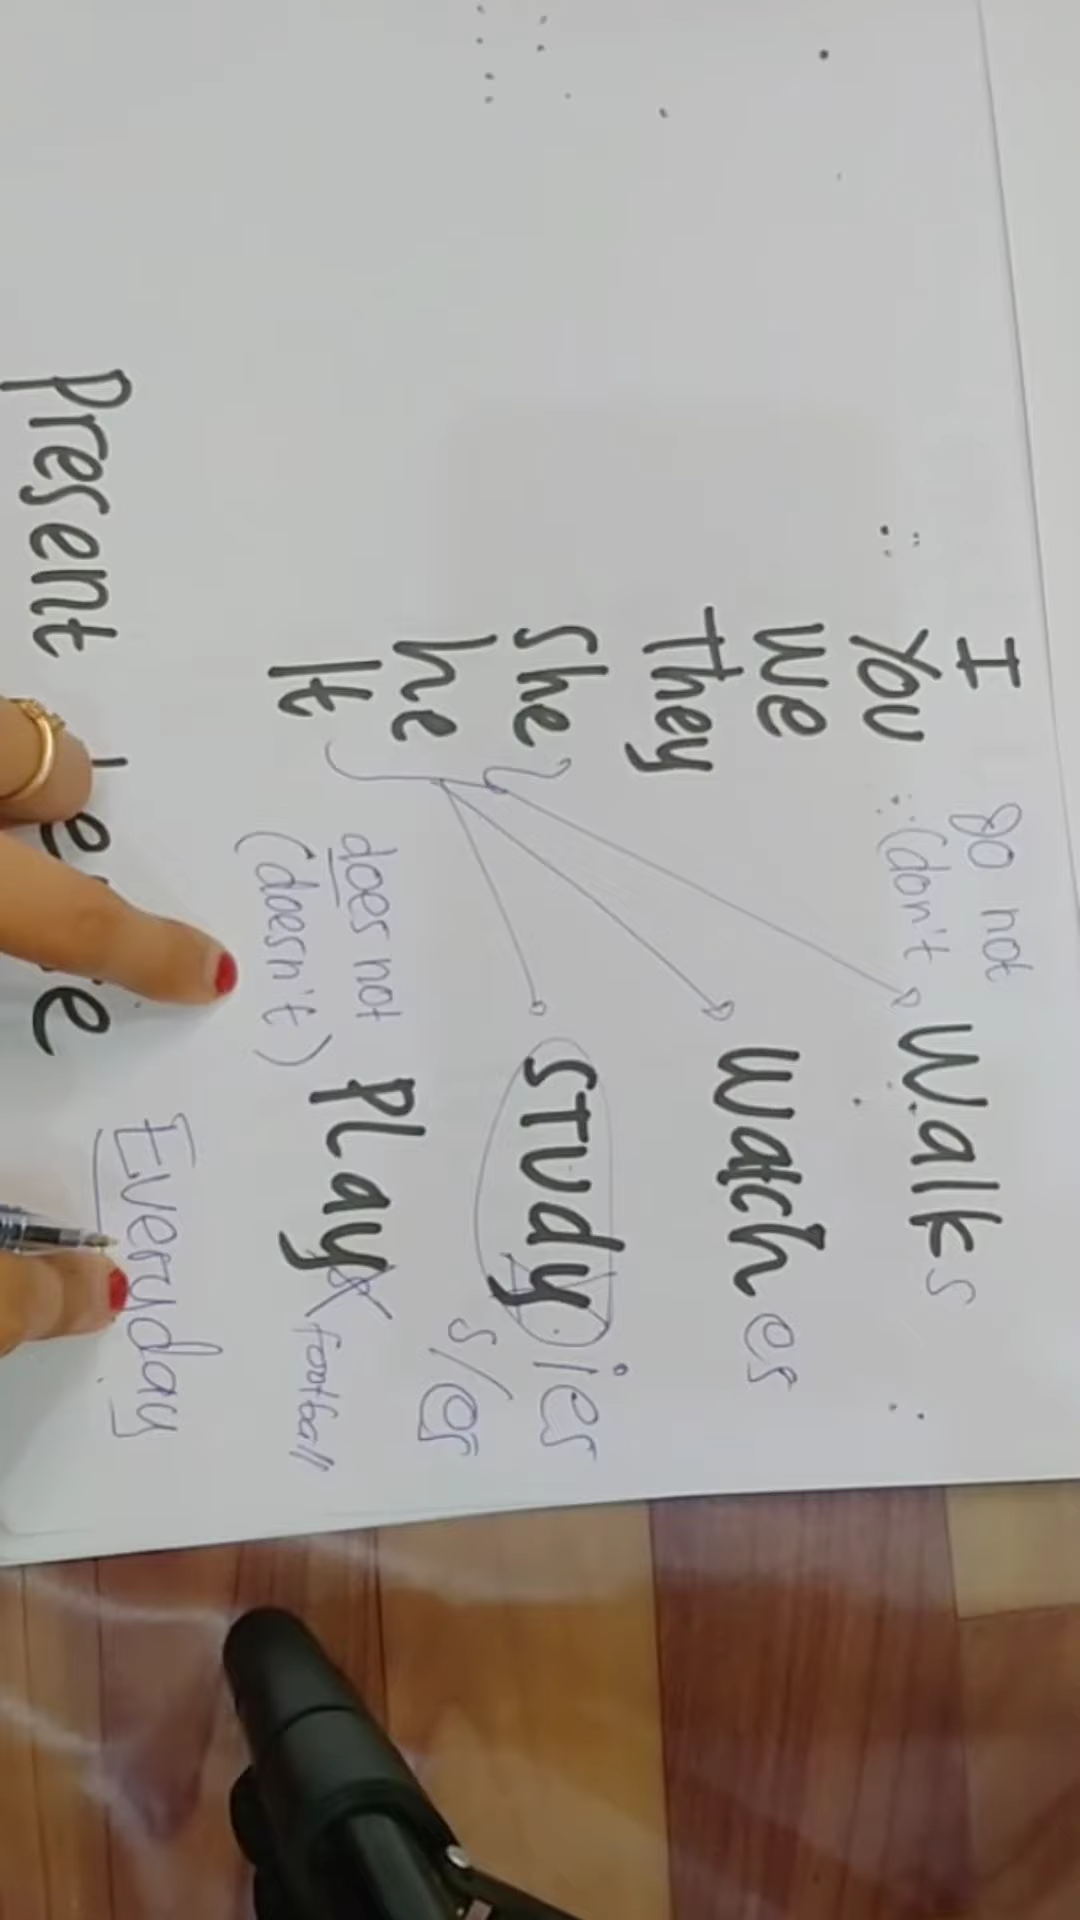 I do not
You (don't
We
They
She
he does not
It (doesn't)
Walks
Watches
Study ies
s/es
Play football
Present
Everyday